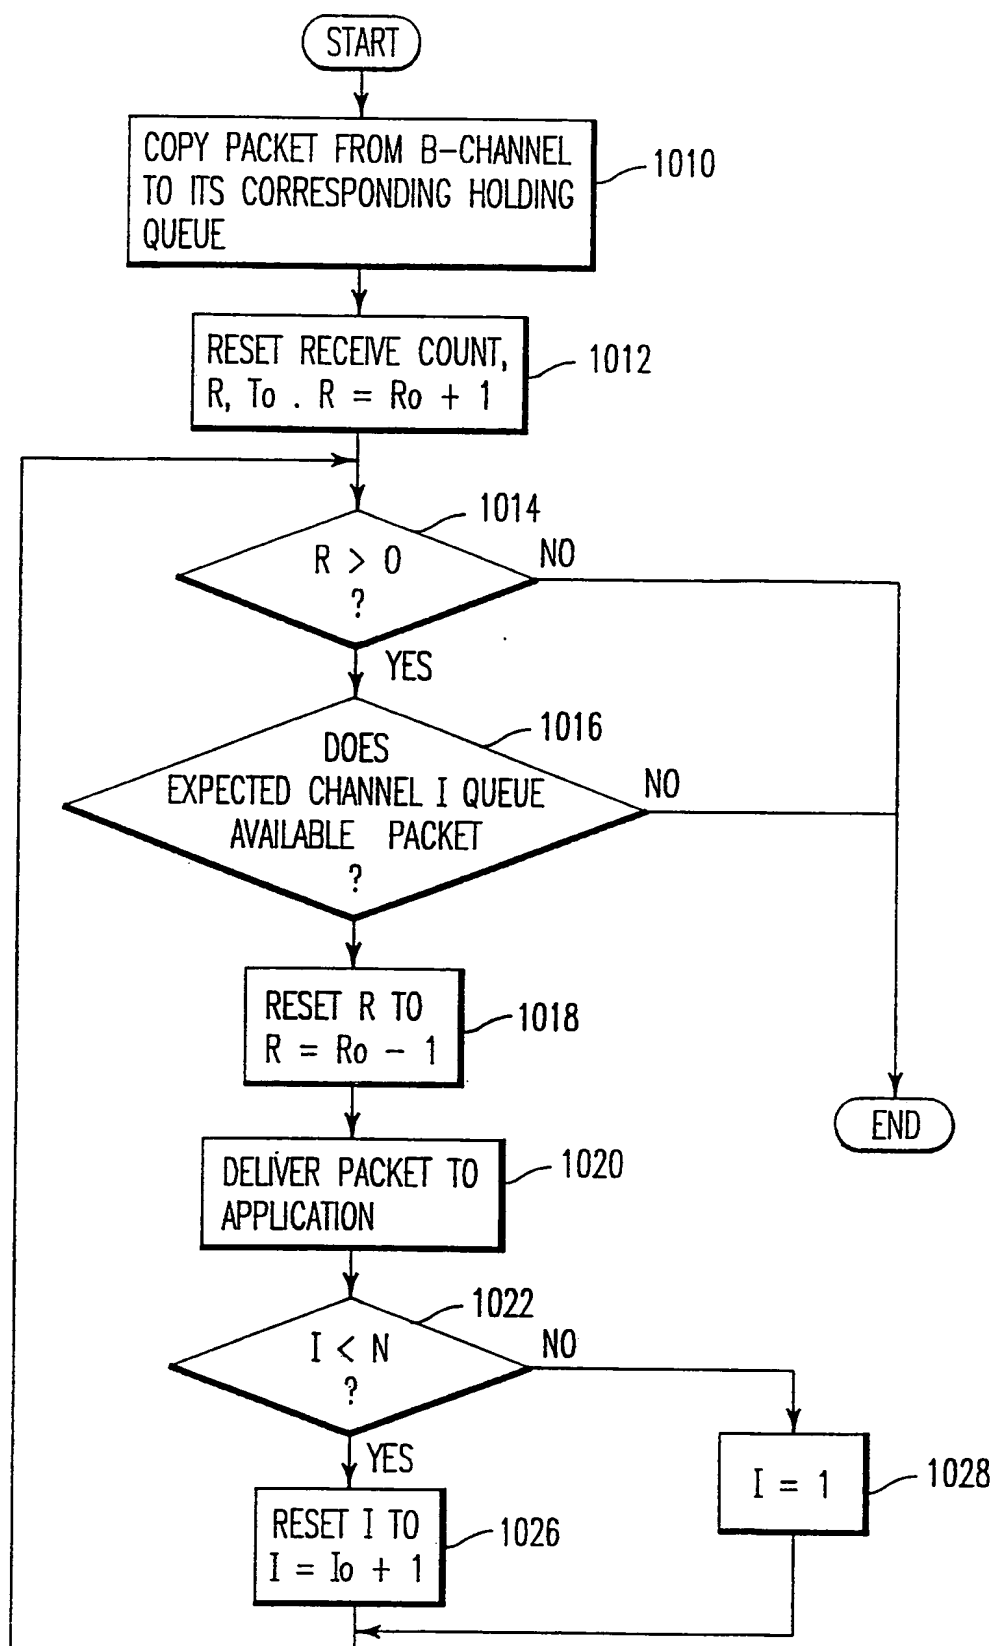 START
COPY PACKET FROM B-CHANNEL
TO ITS CORRESPONDING HOLDING
QUEUE
1010
RESET RECEIVE COUNT,
R, To . R = Ro + 1
1012
1014
R > 0
?
NO
YES
1016
DOES
EXPECTED CHANNEL I QUEUE
AVAILABLE PACKET
?
NO
RESET R TO
R = Ro - 1
1018
END
DELIVER PACKET TO
APPLICATION
1020
1022
I < N
?
NO
YES
I = 1
1028
RESET I TO
I = Io + 1
1026